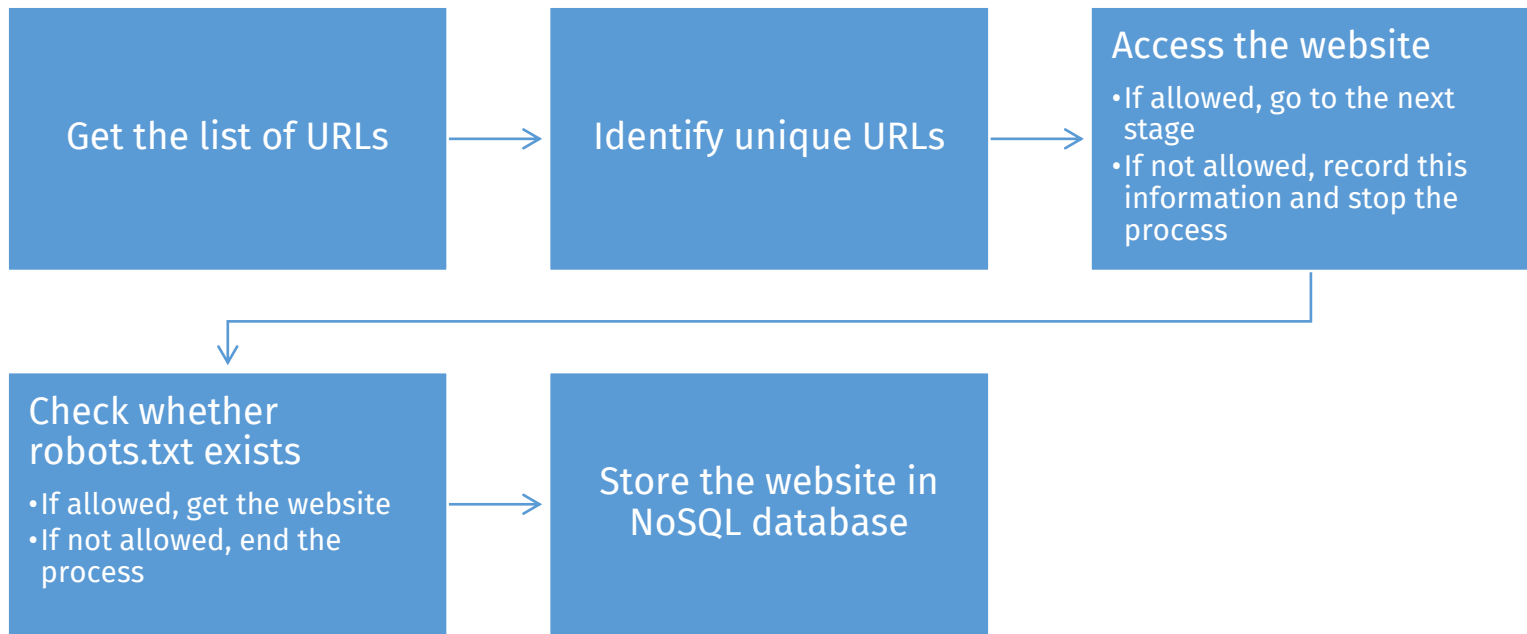 Get the list of URLs
Identify unique URLs
Access the website
•If allowed, go to the next
stage
•If not allowed, record this
information and stop the
process
Check whether
robots.txt exists
•If allowed, get the website
•If not allowed, end the
process
Store the website in
NoSQL database